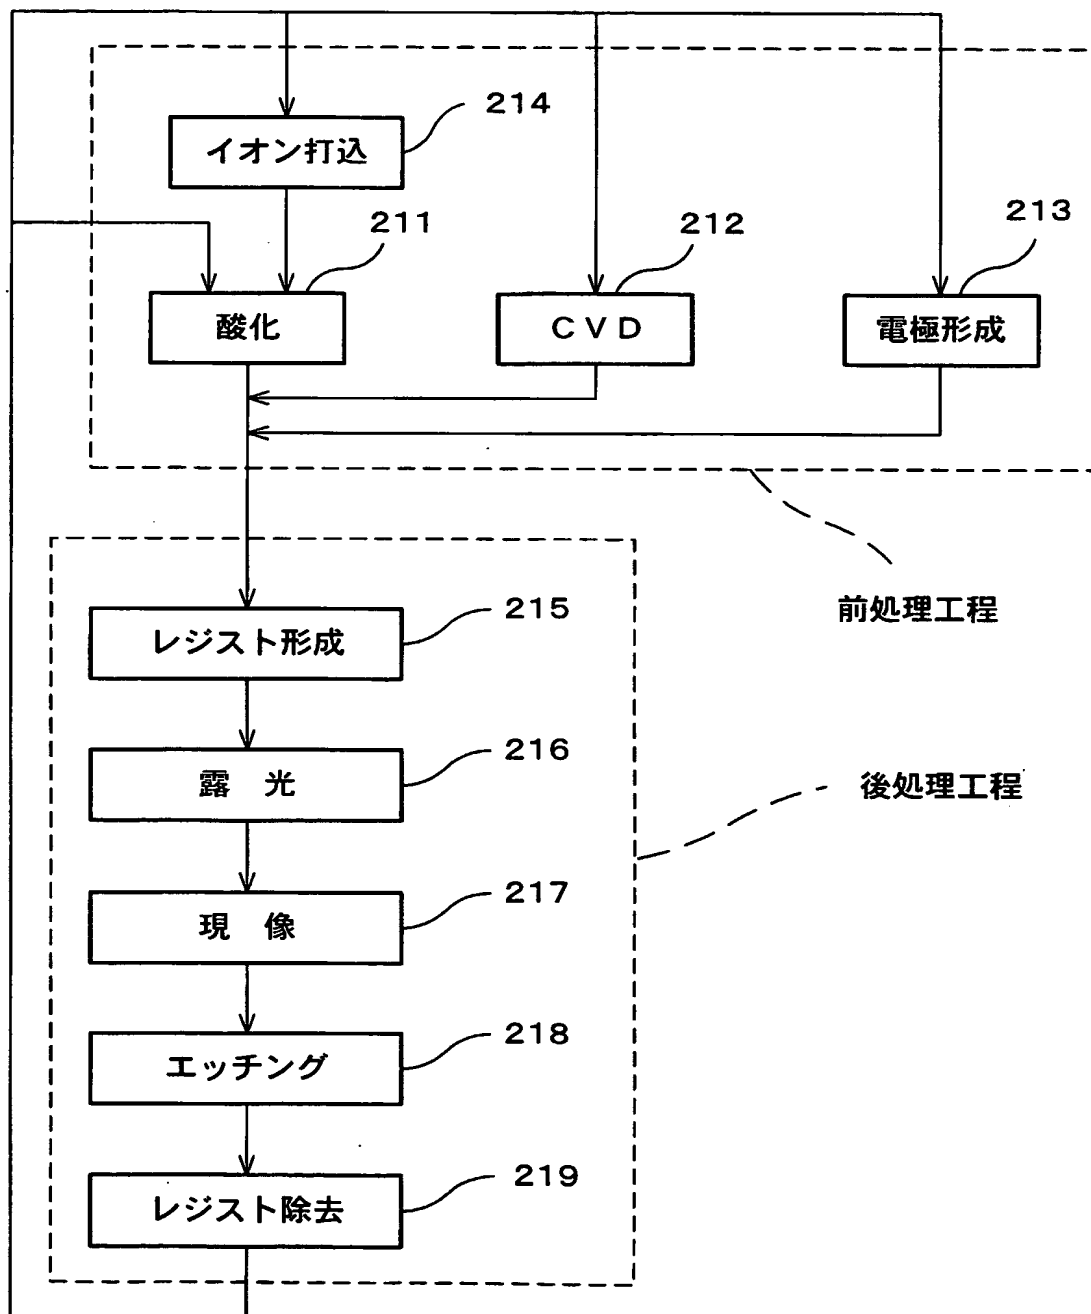 214
イオン打込
211
212
213
酸化
CVD
電極形成
前処理工程
215
レジスト形成
216
露 光
後処理工程
217
現 像
218
エッチング
219
レジスト除去